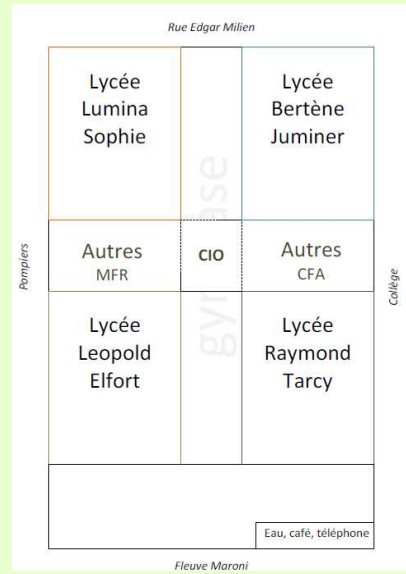 Rue Edgar Milien
Lycée
Lumina
Sophie
Lycée
Bertène
Juminer
gymnase
Pompiers
Autres
MFR
CIO
Autres
CFA
Collège
Lycée
Leopold
Elfort
Lycée
Raymond
Tarcy
Eau, café, téléphone
Fleuve Maroni